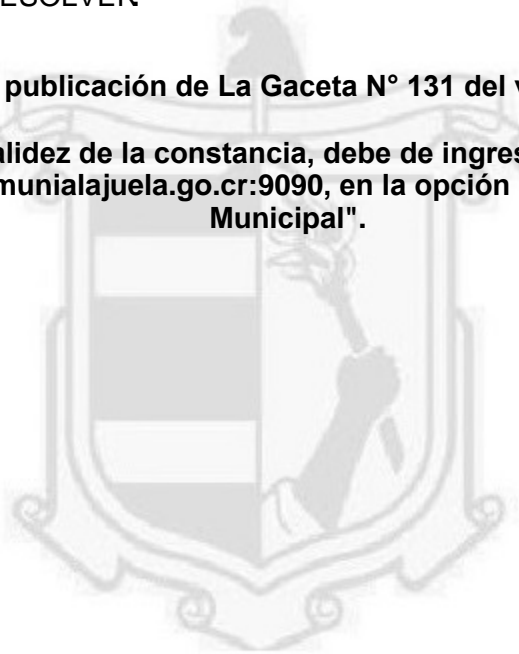 ESOLVEN
publicación de La Gaceta N° 131 del
alidez de la constancia, debe de ingres
munialajuela.go.cr:9090, en la opción
Municipal".